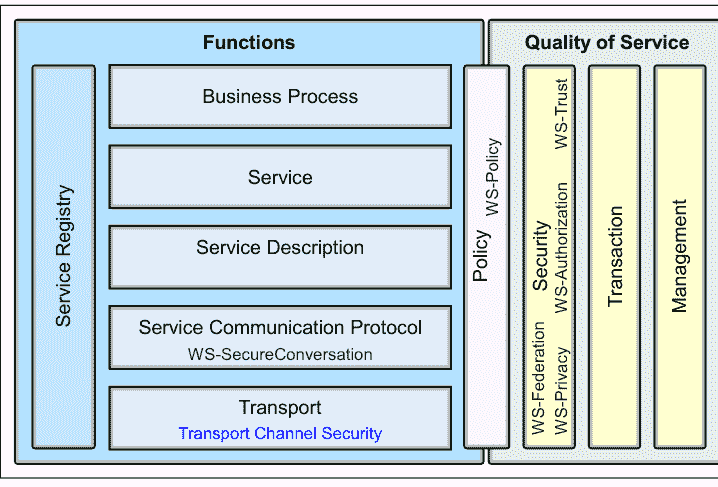 Functions
Quality of Service
Service Registry
Business Process
Service
Service Description
Service Communication Protocol
WS-SecureConversation
Transport
Transport Channel Security
Policy
WS-Policy
Security
WS-Trust
WS-Authorization
WS-Federation
WS-Privacy
Transaction
Management